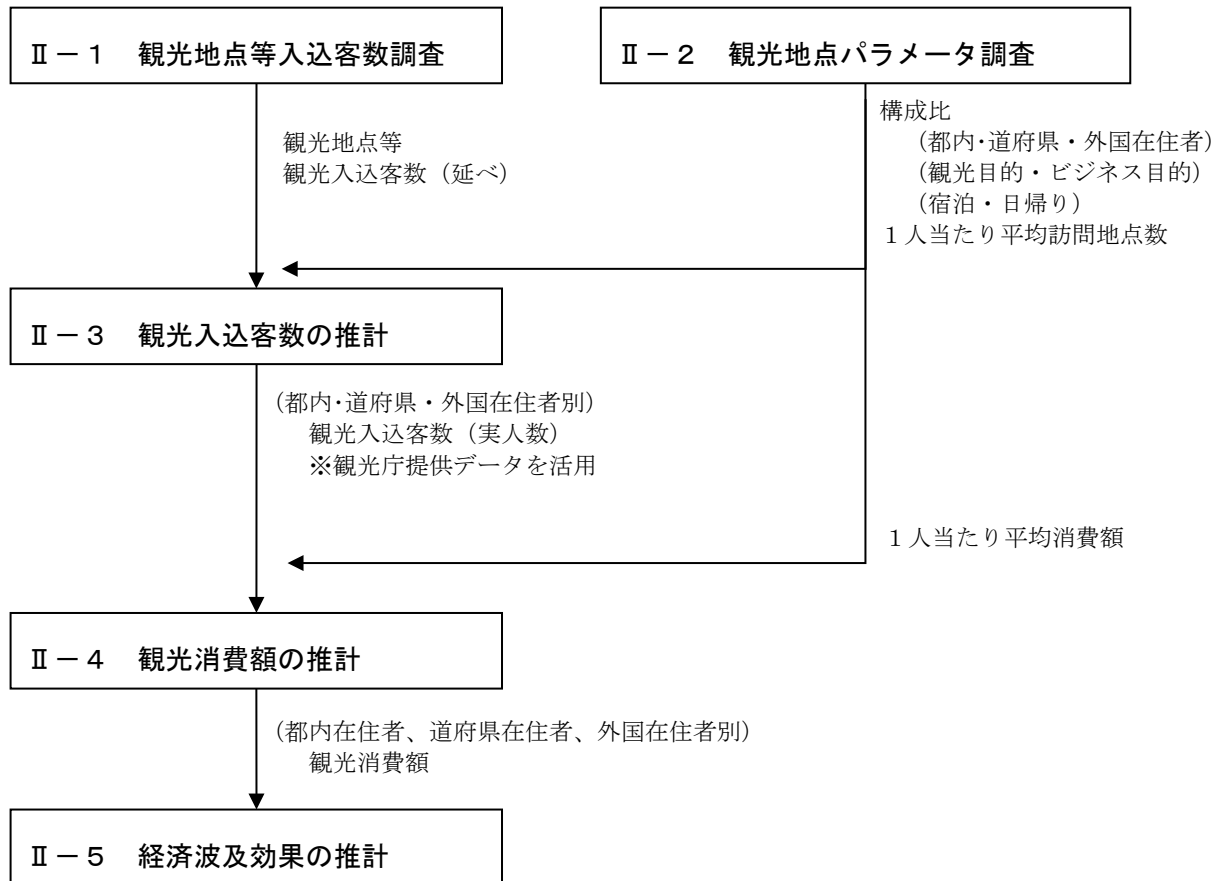 Ⅱ－１　観光地点等入込客数調査
Ⅱ－２　観光地点パラメータ調査
観光地点等
観光入込客数（延べ）
構成比
（都内･道府県・外国在住者）
（観光目的・ビジネス目的）
（宿泊・日帰り）
１人当たり平均訪問地点数
Ⅱ－３　観光入込客数の推計
（都内･道府県・外国在住者別）
観光入込客数（実人数）
※観光庁提供データを活用
１人当たり平均消費額
Ⅱ－４　観光消費額の推計
（都内在住者、道府県在住者、外国在住者別）
観光消費額
Ⅱ－５　経済波及効果の推計